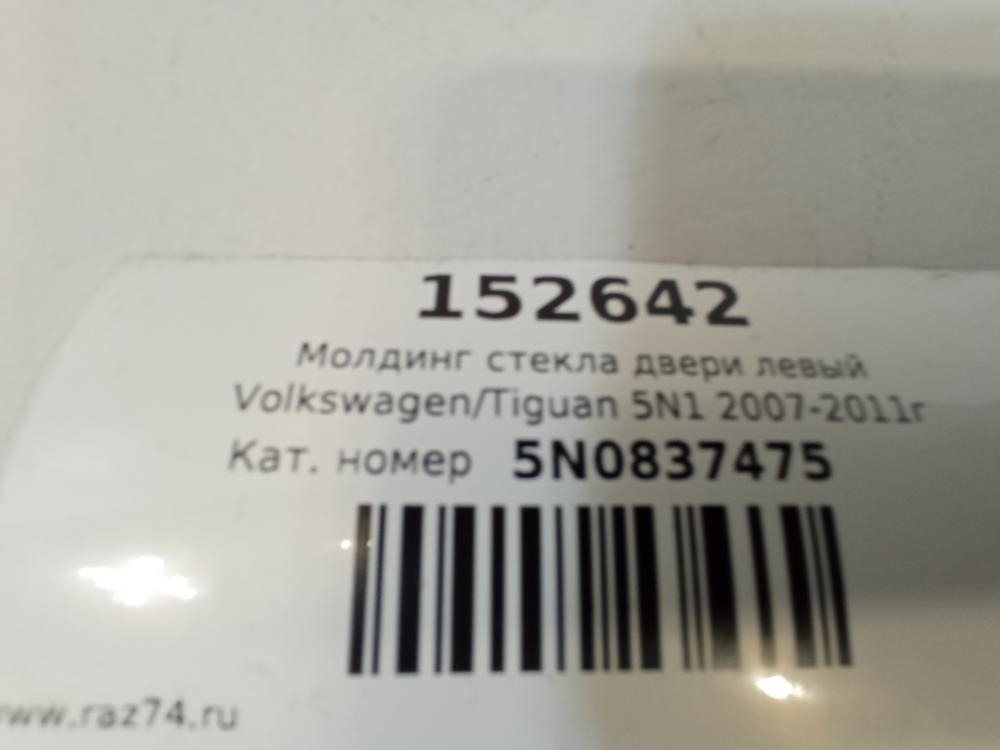 152642
Молдинг стекла двери левый
Volkswagen/Tiguan 5N1 2007-2011г
Кат. номер 5N0837475
www.raz74.ru